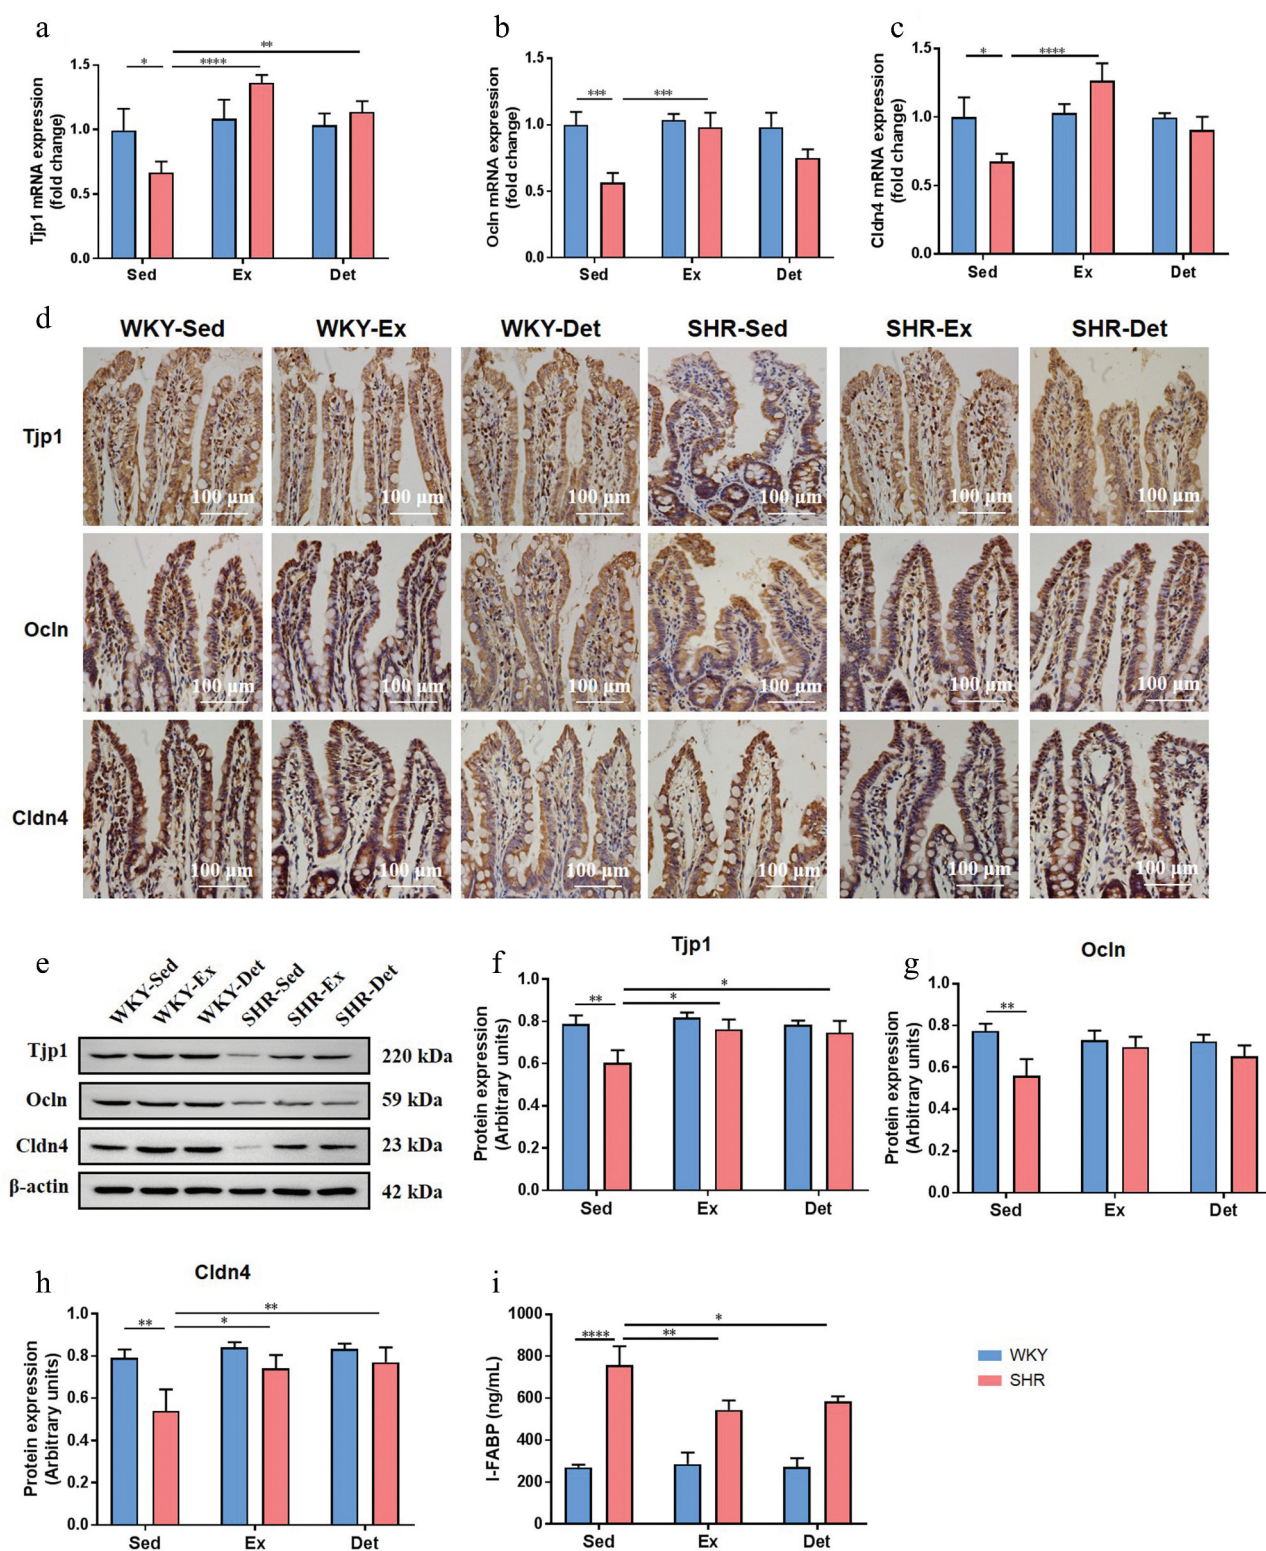 a
**
*
****
1.5
1.0
0.5
0.0
Tjp1 mRNA expression
(fold change)
Sed Ex Det
b
***
***
1.5
1.0
0.5
0.0
Ocln mRNA expression
(fold change)
Sed Ex Det
c
*
****
1.5
1.0
0.5
0.0
Cldn4 mRNA expression
(fold change)
Sed Ex Det
d
WKY-Sed WKY-Ex WKY-Det SHR-Sed SHR-Ex SHR-Det
Tjp1
100 µm 100 µm 100 µm 100 µm 100 µm 100 µm
Ocln
100 µm 100 µm 100 µm 100 µm 100 µm 100 µm
Cldn4
100 µm 100 µm 100 µm 100 µm 100 µm 100 µm
e
WKY-Sed WKY-Ex WKY-Det SHR-Sed SHR-Ex SHR-Det
Tjp1 220 kDa
Ocln 59 kDa
Cldn4 23 kDa
β-actin 42 kDa
f
Tjp1
*
**
*
1.0
0.8
0.6
0.4
0.2
0.0
Protein expression
(Arbitrary units)
Sed Ex Det
g
Ocln
**
1.0
0.8
0.6
0.4
0.2
0.0
Protein expression
(Arbitrary units)
Sed Ex Det
h
Cldn4
**
**
*
1.0
0.8
0.6
0.4
0.2
0.0
Protein expression
(Arbitrary units)
Sed Ex Det
i
*
****
**
1000
800
600
400
200
0
I-FABP (ng/mL)
Sed Ex Det
WKY
SHR